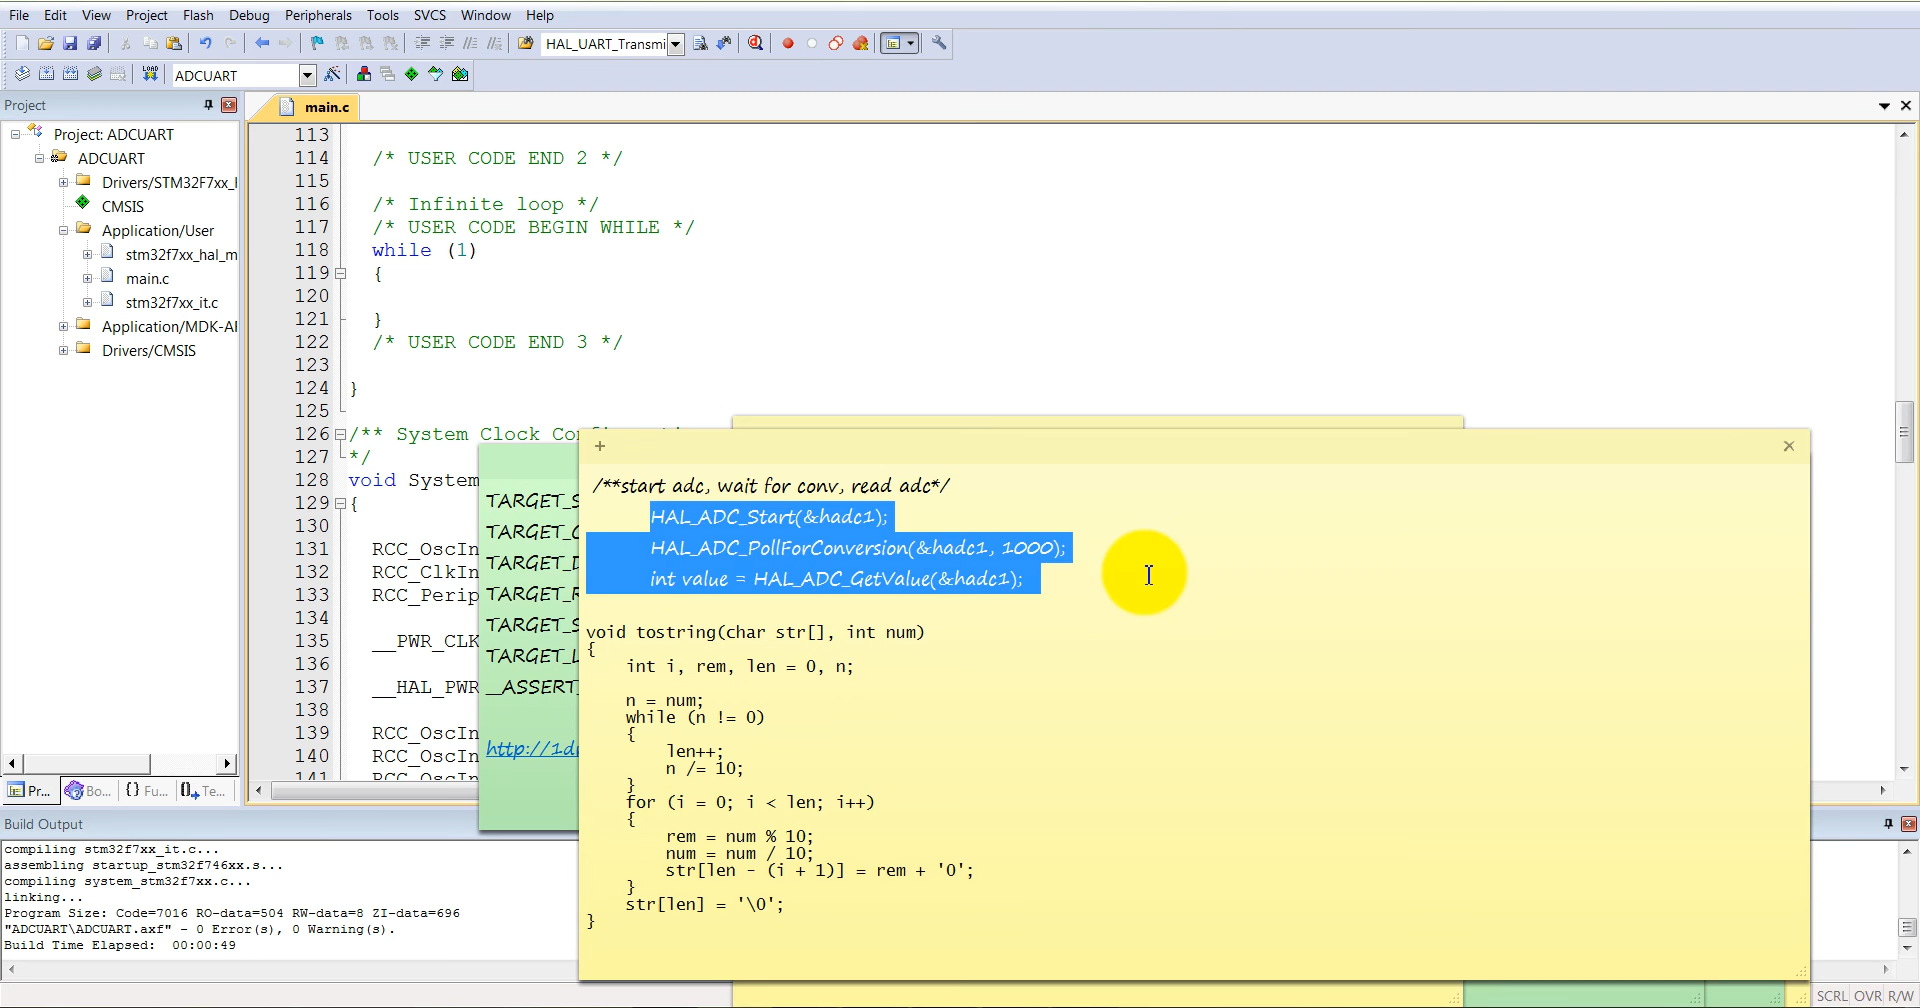 File Edit View Project Flash Debug Peripherals Tools SVCS Window Help
HAL_UART_Transmi
LOAD
ADCUART
Project
main.c
Project: ADCUART
ADCUART
Drivers/STM32F7xx_
CMSIS
Application/User
stm32f7xx_hal_m
main.c
stm32f7xx_it.c
Application/MDK-A
Drivers/CMSIS
Pr... Bo... {} Fu... Te...
113
114 /* USER CODE END 2 */
115
116 /* Infinite loop */
117 /* USER CODE BEGIN WHILE */
118 while (1)
119 {
120
121 }
122 /* USER CODE END 3 */
123
124 }
125
126 /** System Clock Co
127 */
128 void System
129 {
130
131 RCC_OscIn
132 RCC_ClkIn
133 RCC_Perip
134
135 __PWR_CLK
136
137 __HAL_PWR
138
139 RCC_OscIn
140 RCC_OscIn
141 RCC_OscIn
TARGET_S
TARGET_
TARGET_
TARGET_
TARGET_S
TARGET_L
__ASSERT
http://1d
/**start adc, wait for conv, read adc*/
HAL_ADC_Start(&hadc1);
HAL_ADC_PollForConversion(&hadc1, 1000);
int value = HAL_ADC_GetValue(&hadc1);
void tostring(char str[], int num)
{
int i, rem, len = 0, n;
n = num;
while (n != 0)
{
len++;
n /= 10;
}
for (i = 0; i < len; i++)
{
rem = num % 10;
num = num / 10;
str[len - (i + 1)] = rem + '0';
}
str[len] = '\0';
}
Build Output
compiling stm32f7xx_it.c...
assembling startup_stm32f746xx.s...
compiling system_stm32f7xx.c...
linking...
Program Size: Code=7016 RO-data=504 RW-data=8 ZI-data=696
"ADCUART\ADCUART.axf" - 0 Error(s), 0 Warning(s).
Build Time Elapsed: 00:00:49
SCRL OVR R/W